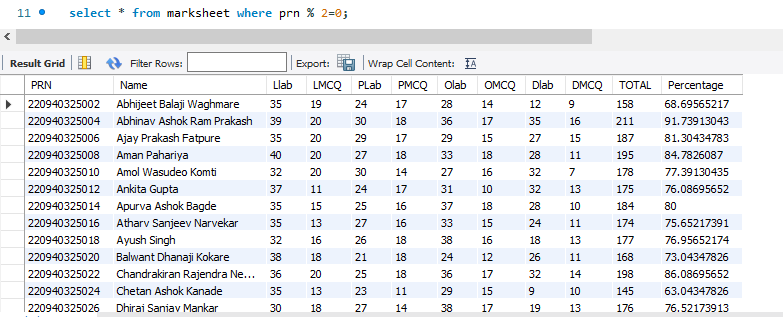 11 select * from marksheet where prn % 2=0;
Result Grid Filter Rows: Export: Wrap Cell Content: IA
PRN Name Llab LMCQ PLab PMCQ Olab OMCQ Dlab DMCQ TOTAL Percentage
220940325002 Abhijeet Balaji Waghmare 35 19 24 17 28 14 12 9 158 68.69565217
220940325004 Abhinav Ashok Ram Prakash 39 20 30 18 36 17 35 16 211 91.73913043
220940325006 Ajay Prakash Fatpure 35 20 29 17 29 15 27 15 187 81.30434783
220940325008 Aman Pahariya 40 20 27 18 33 18 28 11 195 84.7826087
220940325010 Amol Wasudeo Komti 32 20 30 14 27 16 32 7 178 77.39130435
220940325012 Ankita Gupta 37 11 24 17 31 10 32 13 175 76.08695652
220940325014 Apurva Ashok Bagde 35 15 25 16 37 18 28 10 184 80
220940325016 Atharv Sanjeev Narvekar 35 13 27 16 33 15 24 11 174 75.65217391
220940325018 Ayush Singh 32 16 26 18 38 16 18 13 177 76.95652174
220940325020 Balwant Dhanaji Kokare 38 18 21 18 24 12 26 11 168 73.04347826
220940325022 Chandrakiran Rajendra Ne... 36 20 25 18 36 17 32 14 198 86.08695652
220940325024 Chetan Ashok Kanade 35 13 23 11 29 15 9 10 145 63.04347826
220940325026 Dhiraj Sanjay Mankar 30 18 27 14 38 17 19 13 176 76.52173913